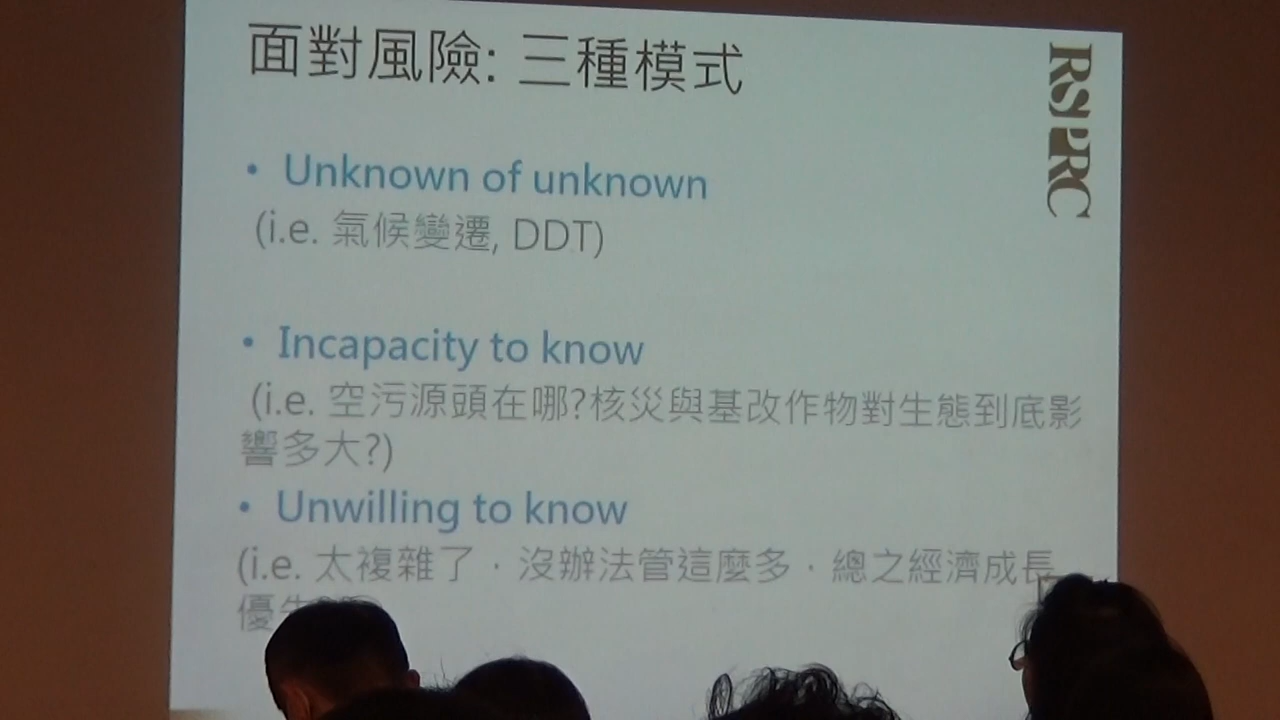 面對風險: 三種模式
RSPRC
• Unknown of unknown
(i.e. 氣候變遷, DDT)
• Incapacity to know
(i.e. 空污源頭在哪?核災與基改作物對生態到底影
響多大?)
• Unwilling to know
(i.e. 太複雜了，沒辦法管這麼多，總之經濟成長
優先